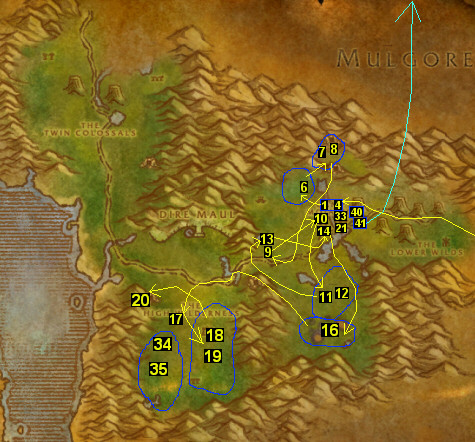 MULGORE
THE
TWIN COLOSSALS
7 8
6
1 4
40
10 33
41
14 21
DIRE MAUL
13
9
THE
LOWER WILDS
11 12
20
HIGH WILDERNESS
17
16
18
34
19
35